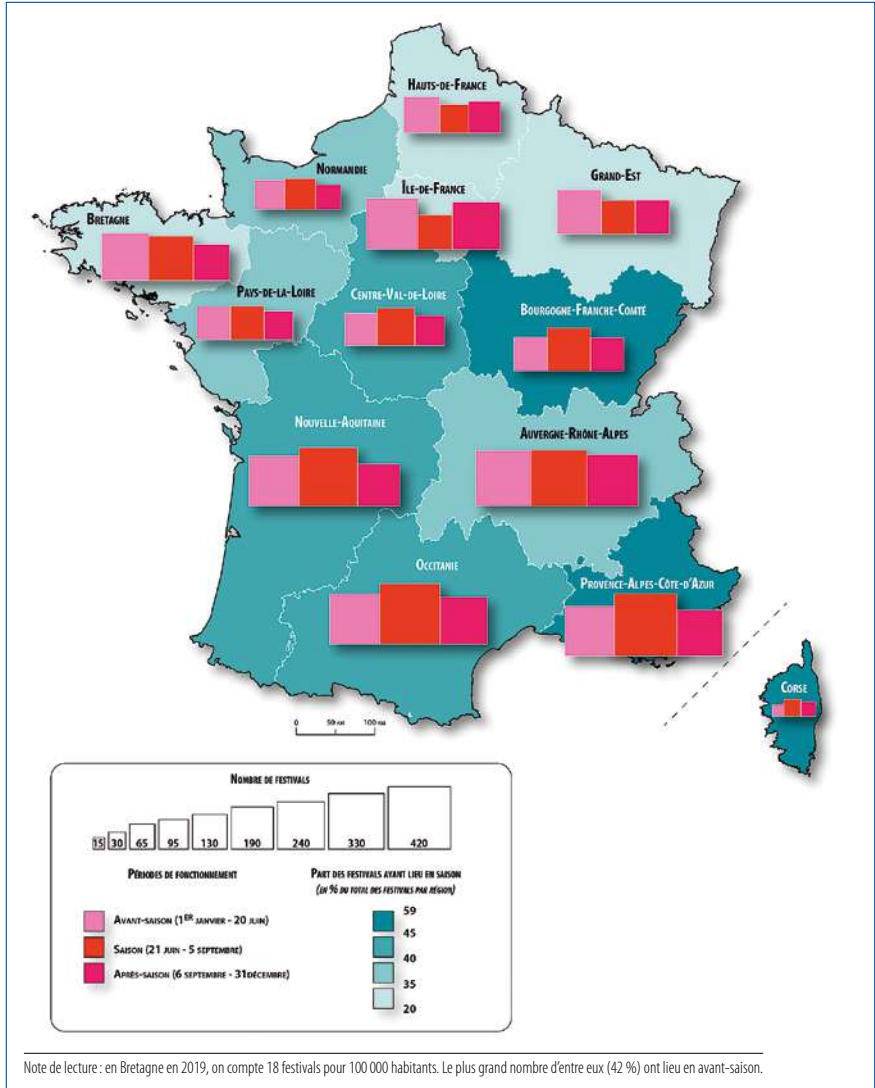 Hauts-de-France
Normandie
Île-de-France
Grand-Est
Bretagne
Pays-de-la-Loire
Centre-Val-de-Loire
Bourgogne-Franche-Comté
Nouvelle-Aquitaine
Auvergne-Rhône-Alpes
Occitanie
Provence-Alpes-Côte-d'Azur
Corse
0 50 km 100 km
Nombre de festivals
15 30 65 95 130 190 240 330 420
Périodes de fonctionnement
Avant-saison (1er janvier - 20 juin)
Saison (21 juin - 5 septembre)
Après-saison (6 septembre - 31décembre)
Part des festivals ayant lieu en saison
(en % du total des festivals par région)
59
45
40
35
20
Note de lecture : en Bretagne en 2019, on compte 18 festivals pour 100 000 habitants. Le plus grand nombre d'entre eux (42 %) ont lieu en avant-saison.